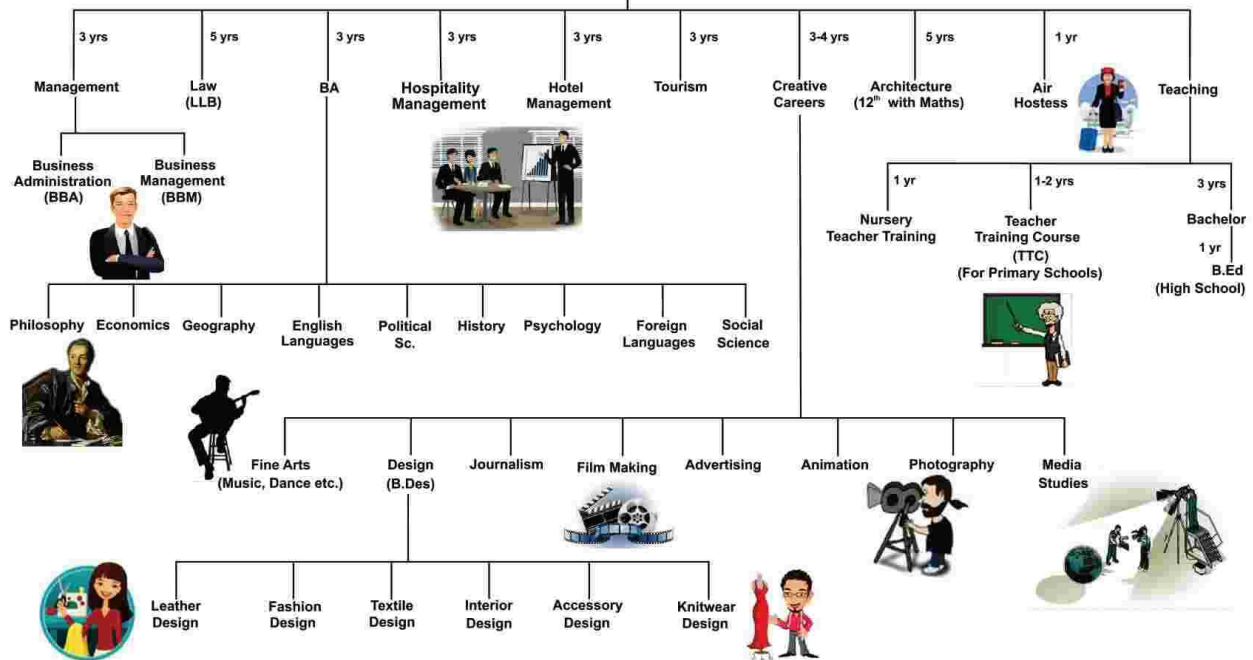 3 yrs
5 yrs
3 yrs
3 yrs
3 yrs
3 yrs
3-4 yrs
5 yrs
1 yr
Management
Law
(LLB)
BA
Hospitality
Management
Hotel
Management
Tourism
Creative
Careers
Architecture
(12th with Maths)
Air
Hostess
Teaching
Business
Administration
(BBA)
Business
Management
(BBM)
1 yr
1-2 yrs
3 yrs
Nursery
Teacher Training
Teacher
Training Course
(TTC)
(For Primary Schools)
Bachelor
1 yr
B.Ed
(High School)
Philosophy
Economics
Geography
English
Languages
Political
Sc.
History
Psychology
Foreign
Languages
Social
Science
Fine Arts
(Music, Dance etc.)
Design
(B.Des)
Journalism
Film Making
Advertising
Animation
Photography
Media
Studies
Leather
Design
Fashion
Design
Textile
Design
Interior
Design
Accessory
Design
Knitwear
Design